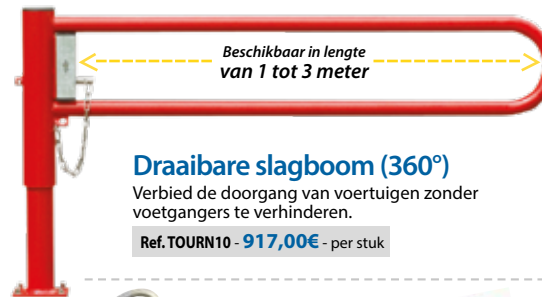 Beschikbaar in lengte
van 1 tot 3 meter
Draaibare slagboom (360°)
Verbied de doorgang van voertuigen zonder
voetgangers te verhinderen.
Ref. TOURN10 - 917,00€ - per stuk